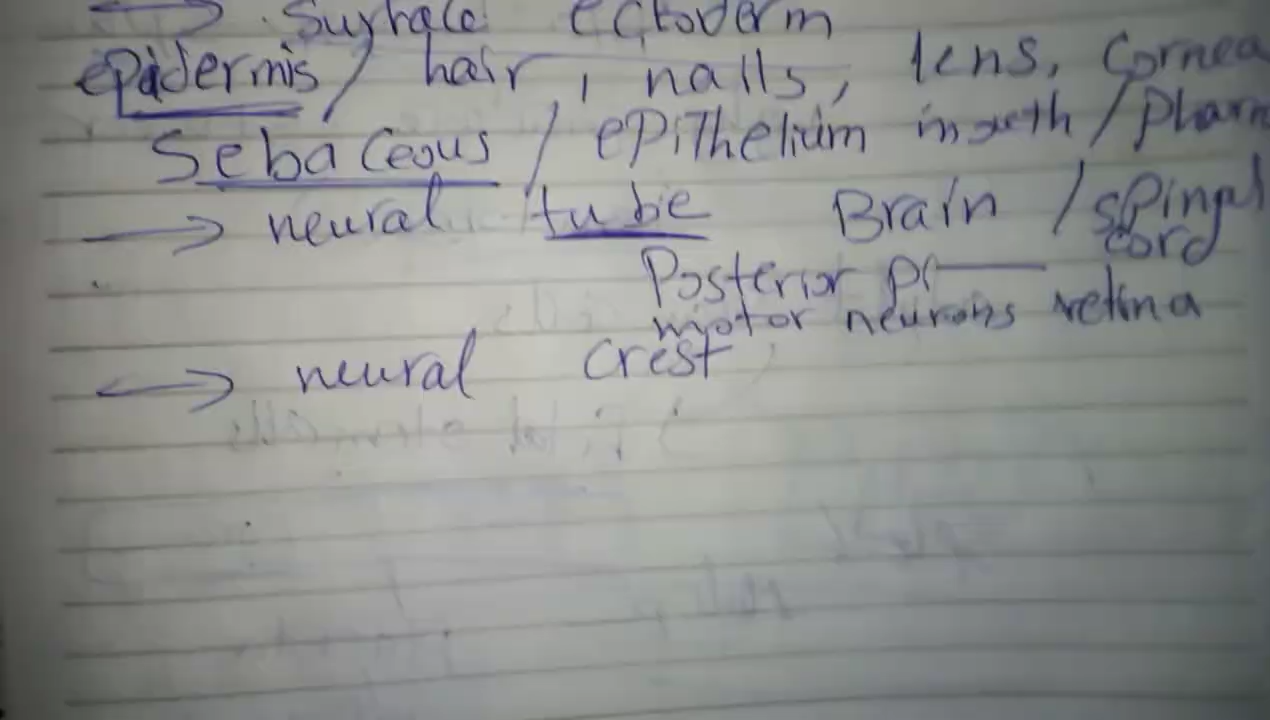 → Surface ectoderm
epidermis / hair, nails, lens, cornea
Sebaceous / epithelium mouth / Phary
→ neural tube Brain / spinal cord
Posterior P
motor neurons retina
→ neural crest